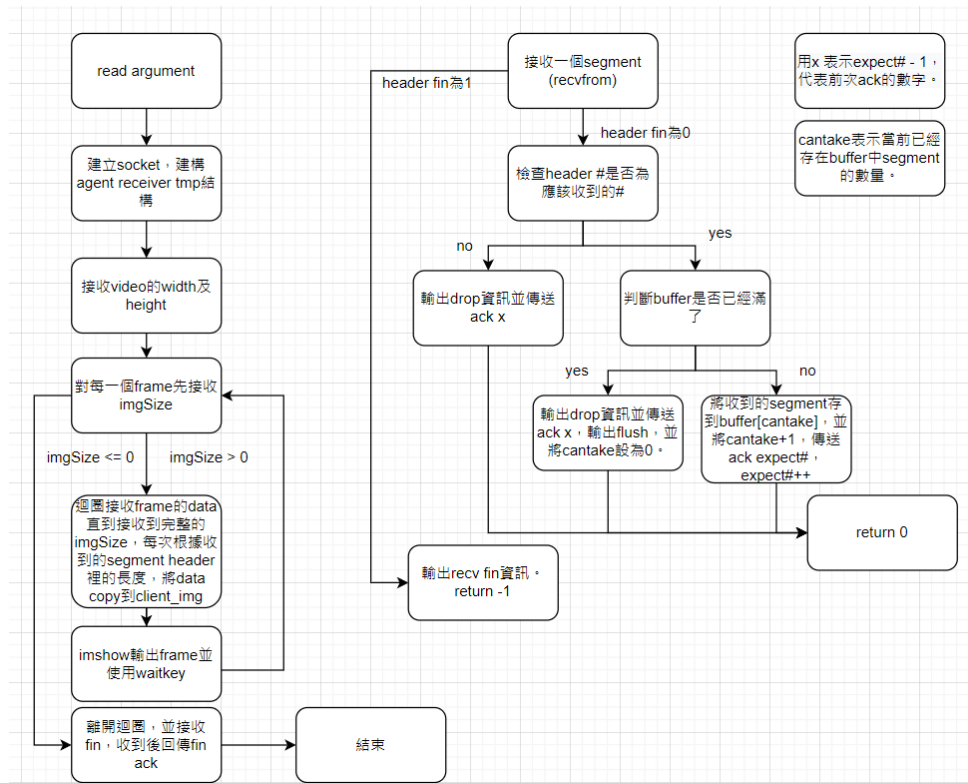 read argument
建立socket，建構
agent receiver tmp結
構
接收video的width及
height
對每一個frame先接收
imgSize
imgSize <= 0
imgSize > 0
迴圈接收frame的data
直到接收到完整的
imgSize，每次根據收
到的segment header
裡的長度，將data
copy到client_img
imshow輸出frame並
使用waitkey
離開迴圈，並接收
fin，收到後回傳fin
ack
結束
接收一個segment
(recvfrom)
header fin為1
header fin為0
檢查header #是否為
應該收到的#
no
yes
輸出drop資訊並傳送
ack x
判斷buffer是否已經滿
了
yes
no
輸出drop資訊並傳送
ack x，輸出flush，並
將cantake設為0。
將收到的segment存
到buffer[cantake]，並
將cantake+1，傳送
ack expect#，
expect#++
return 0
輸出recv fin資訊。
return -1
用x 表示expect# - 1，
代表前次ack的數字。
cantake表示當前已經
存在buffer中segment
的數量。